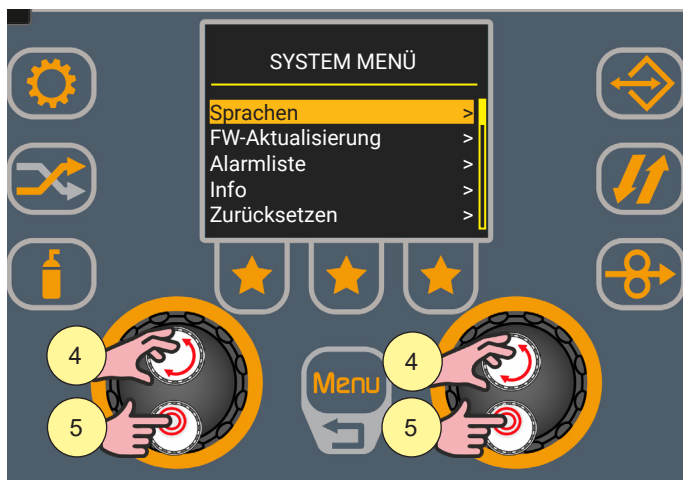 SYSTEM MENÜ
Sprachen >
FW-Aktualisierung >
Alarmliste >
Info >
Zurücksetzen >
4
4
Menu
5
5